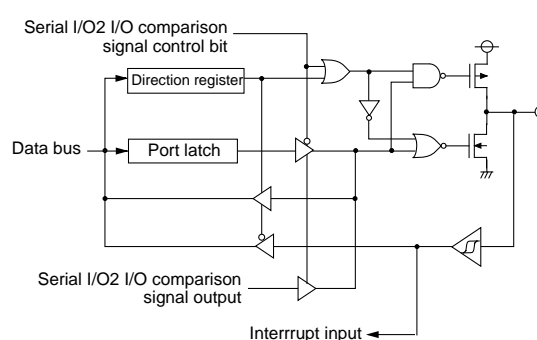 Serial I/O2 I/O comparison
signal control bit
Direction register
Data bus
Port latch
Serial I/O2 I/O comparison
signal output
Interrrupt input